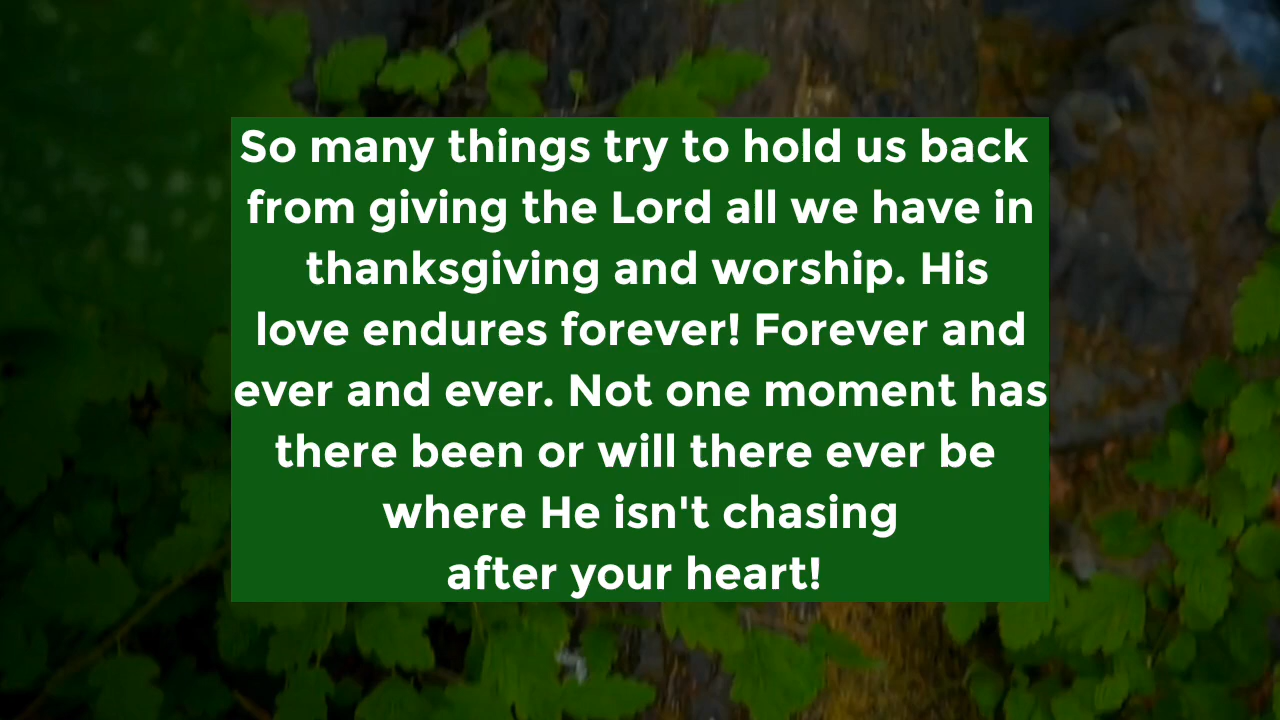 So many things try to hold us back
from giving the Lord all we have in
thanksgiving and worship. His
love endures forever! Forever and
ever and ever. Not one moment has
there been or will there ever be
where He isn't chasing
after your heart!